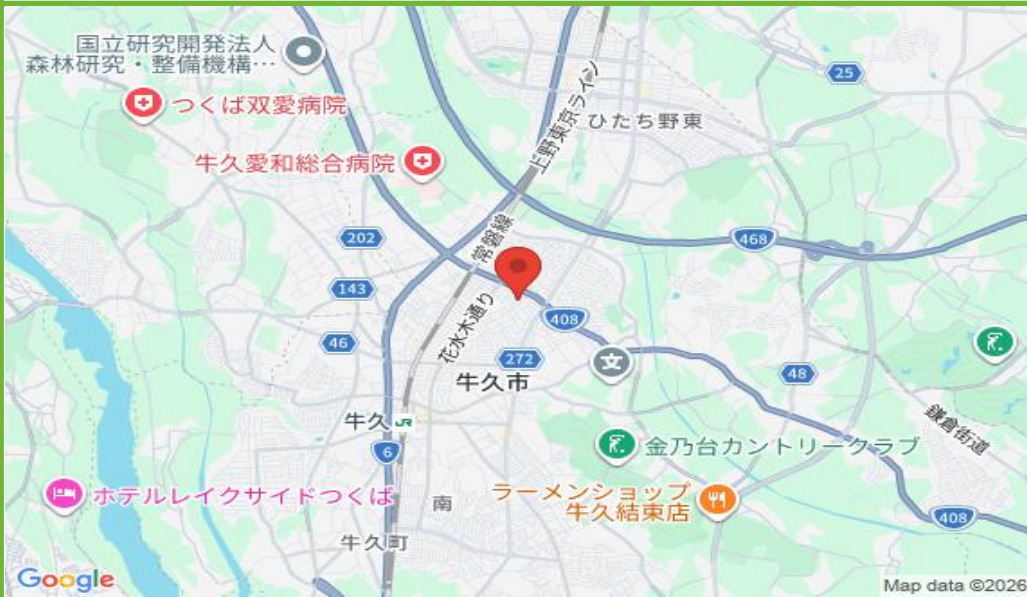 国立研究開発法人
森林研究・整備機構…
25
つくば双愛病院
ひたち野東
上野東京ライン
牛久愛和総合病院
常磐線
202
468
143
花水木通り
408
46
272
文
牛久市
48
牛久 JR
鎌倉街道
6
金乃台カントリークラブ
ホテルレイクサイドつくば
南
ラーメンショップ
牛久結束店
408
牛久町
Google
Map data ©2026